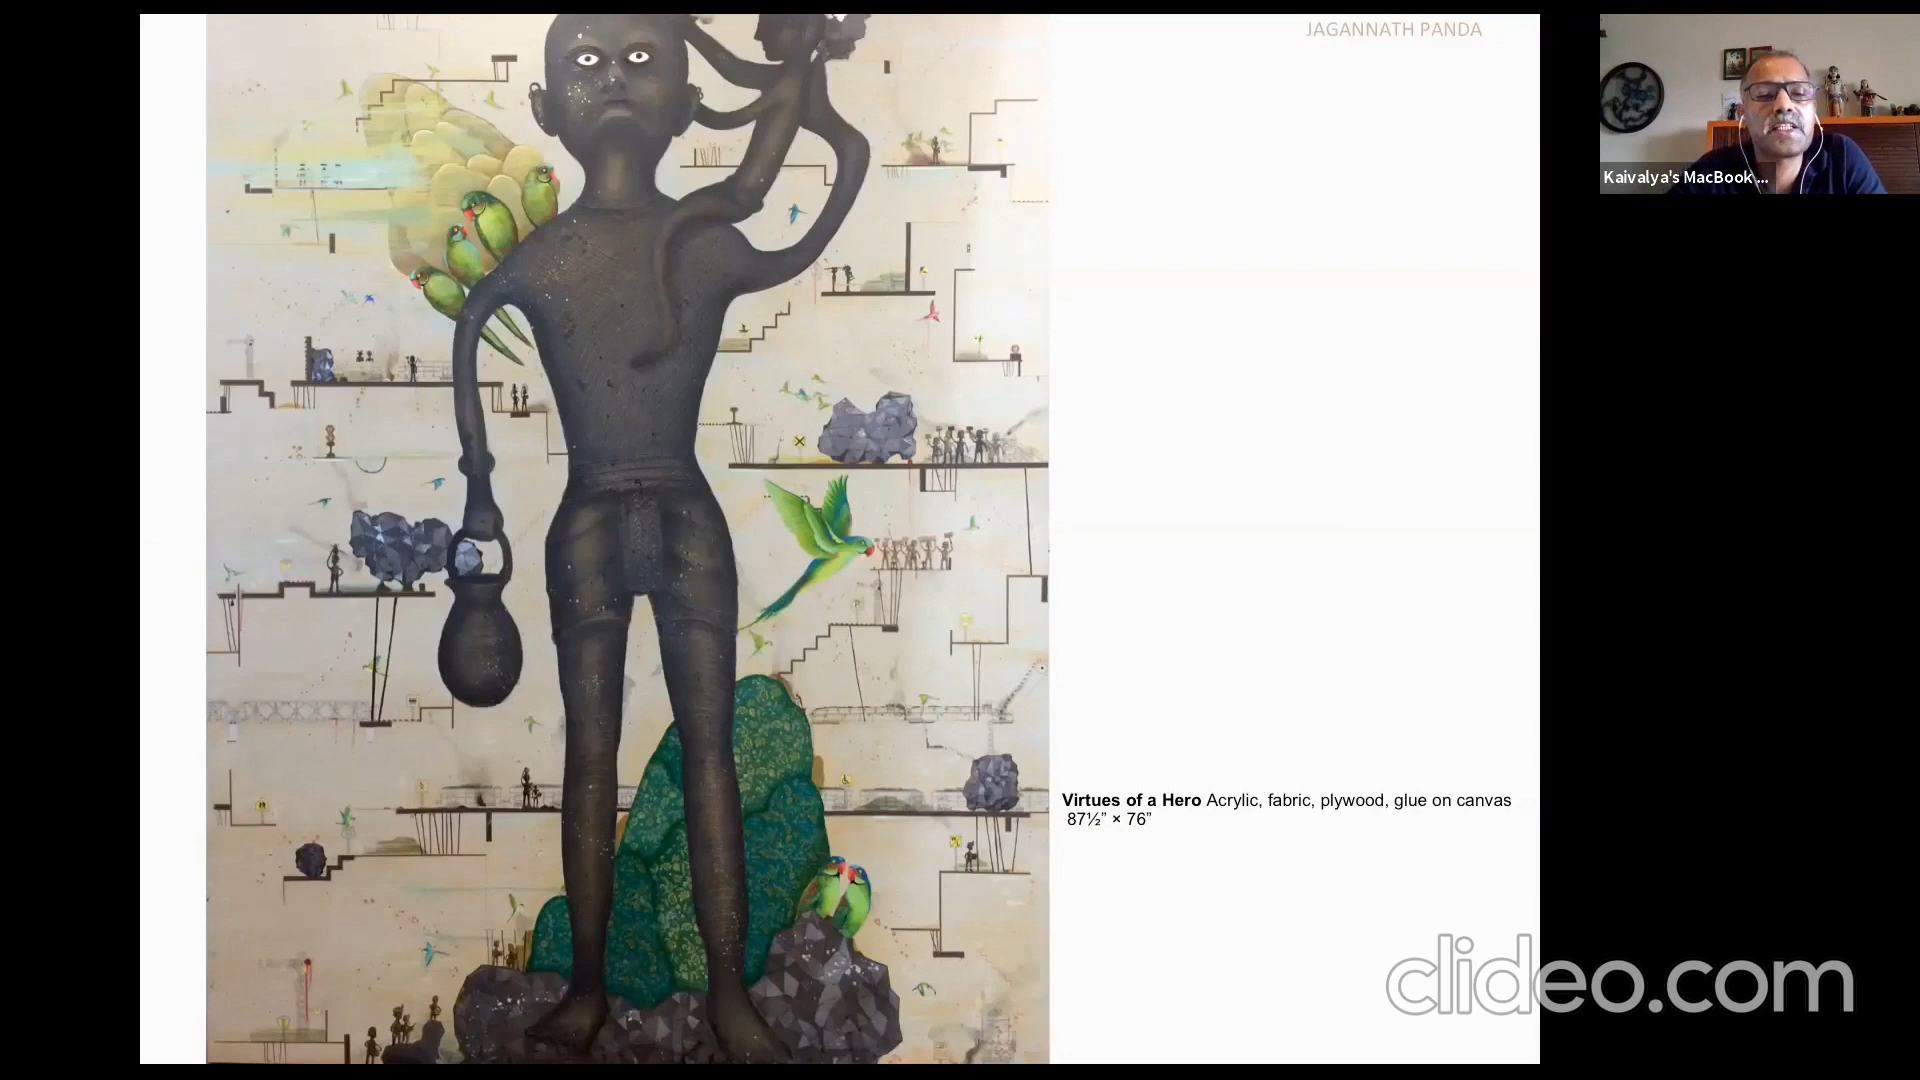 JAGANNATH PANDA
Kaivalya's MacBook ...
Virtues of a Hero Acrylic, fabric, plywood, glue on canvas
87½” × 76”
clideo.com